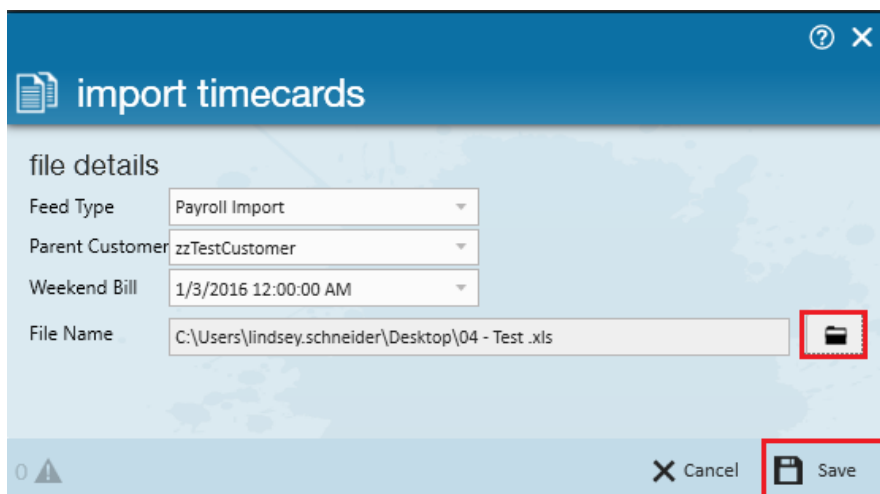 import timecards
file details
Feed Type Payroll Import
Parent Customer zzTestCustomer
Weekend Bill 1/3/2016 12:00:00 AM
File Name C:\Users\lindsey.schneider\Desktop\04 - Test .xls
0 Cancel Save